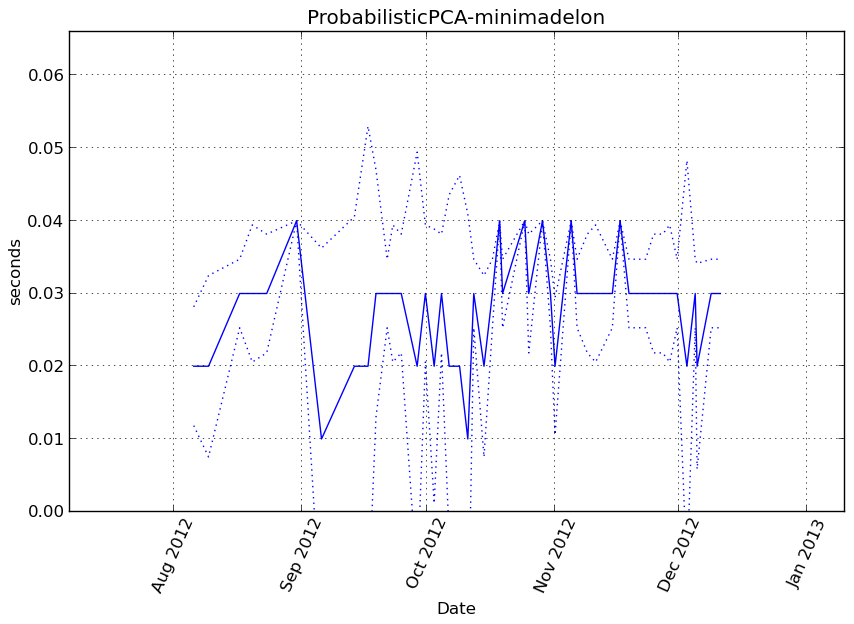 ProbabilisticPCA-minimadelon
0.06
0.05
0.04
0.03
0.02
0.01
0.00
seconds
Aug 2012
Sep 2012
Oct 2012
Nov 2012
Dec 2012
Jan 2013
Date